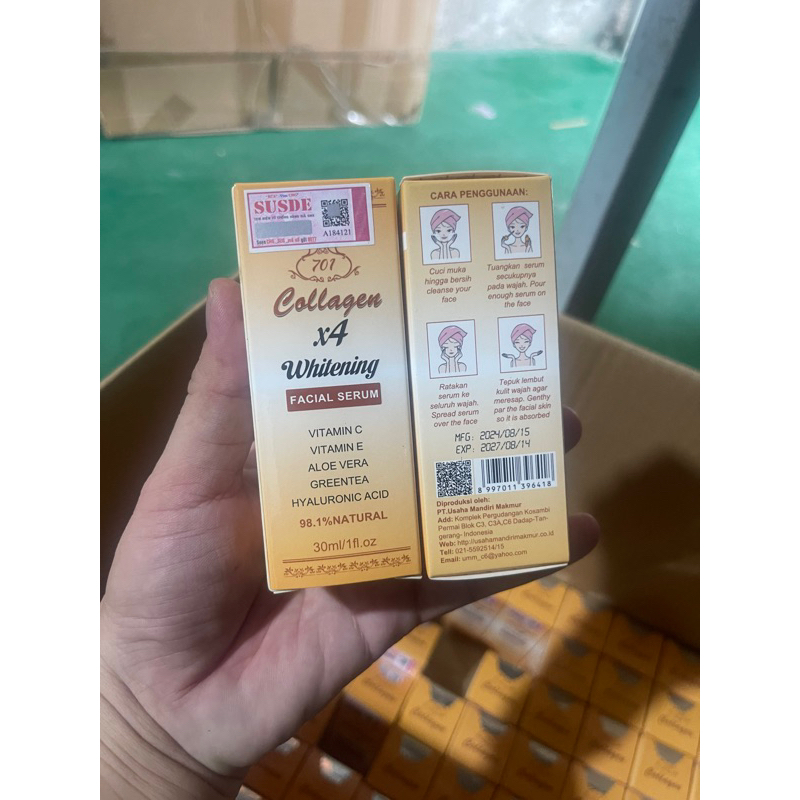 SUSDE
A184121
701
Collagen
x4
Whitening
FACIAL SERUM
VITAMIN C
VITAMIN E
ALOE VERA
GREENTEA
HYALURONIC ACID
98.1%NATURAL
30ml/1fl.oz
CARA PENGGUNAAN:
Cuci muka
hingga bersih
cleanse your
face
Tuangkan serum
secukupnya
pada wajah. Pour
enough serum on
the face
Ratakan
serum ke
seluruh wajah.
Spread serum
over the face
Tepuk lembut
kulit wajah agar
meresap. Genthy
par the facial skin
so it is absorbed
MFG: 2024/08/15
EXP: 2027/08/14
8 997011 396418
Diproduksi oleh:
PT.Usaha Mandiri Makmur
Add: Komplek Pergudangan Kosambi
Permai Blok C3, C3A,C6 Dadap-Tan-
gerang- Indonesia
Web: http://usahamandirimakmur.co.id
Tell: 021-5592514/15
Email: umm_c6@yahoo.com
Collagen